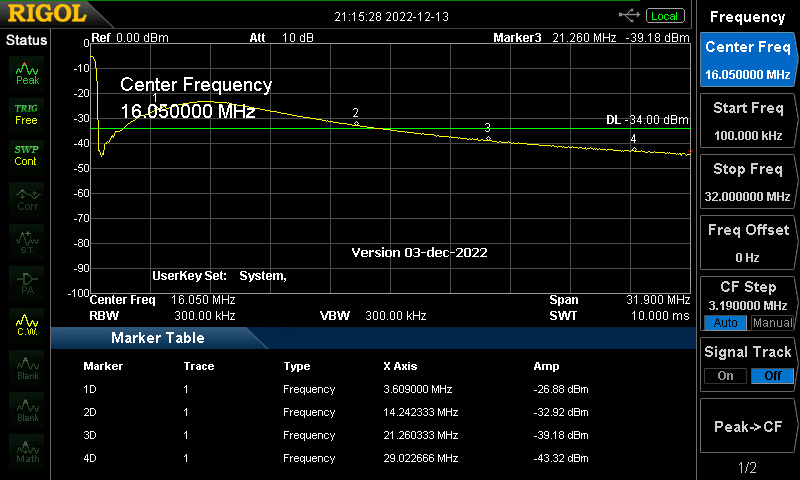 RIGOL
21:15:28 2022-12-13
Local
Frequency
Status
Ref 0.00 dBm
Att 10 dB
Marker3 21.260 MHz -39.18 dBm
Center Freq
16.050000 MHz
Peak
TRIG
Free
SWP
Cont
Corr
S.T.
PA
C.W.
Blank
Blank
Math
0
-10
-20
-30
-40
-50
-60
-70
-80
-90
-100
Center Frequency
16.050000 MHz
1
2
3
4
DL -34.00 dBm
Version 03-dec-2022
UserKey Set: System,
Center Freq 16.050 MHz
Span 31.900 MHz
RBW 300.00 kHz
VBW 300.00 kHz
SWT 10.000 ms
Marker Table
Marker Trace Type X Axis Amp
1D 1 Frequency 3.609000 MHz -26.88 dBm
2D 1 Frequency 14.242333 MHz -32.92 dBm
3D 1 Frequency 21.260333 MHz -39.18 dBm
4D 1 Frequency 29.022666 MHz -43.32 dBm
Start Freq
100.000 kHz
Stop Freq
32.000000 MHz
Freq Offset
0 Hz
CF Step
3.190000 MHz
Auto Manual
Signal Track
On Off
Peak->CF
1/2